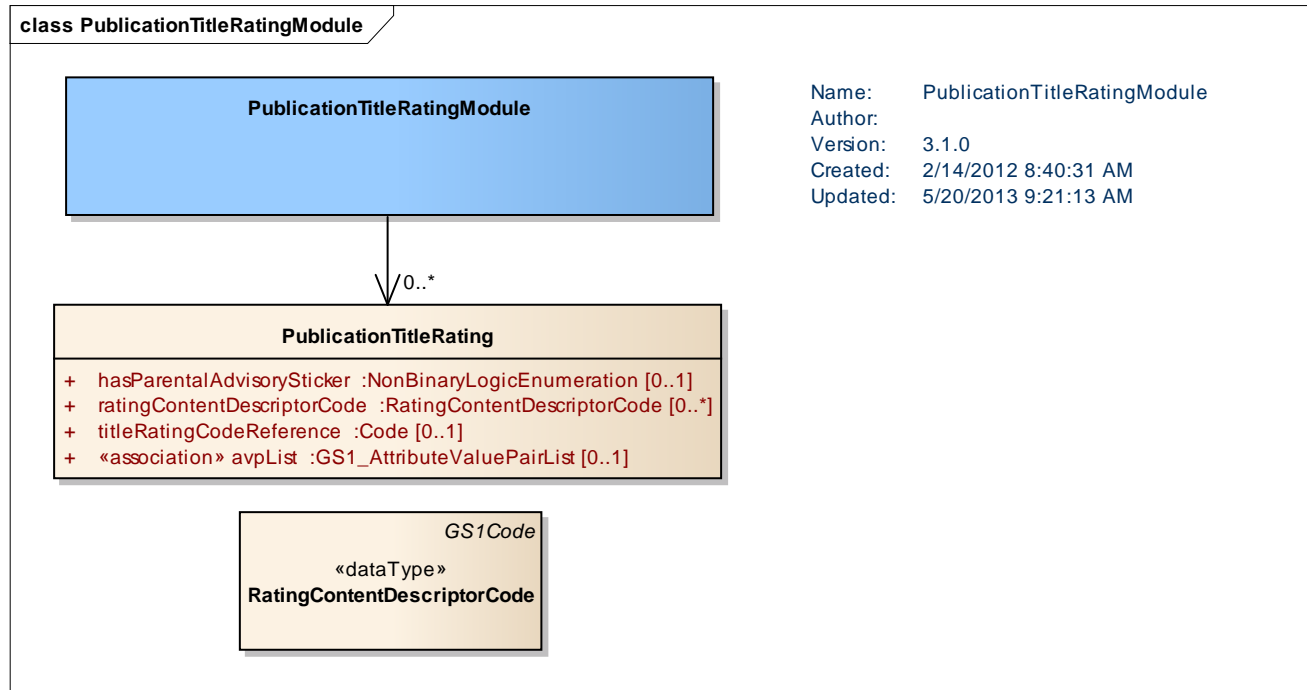 class PublicationTitleRatingModule
PublicationTitleRatingModule
Name: PublicationTitleRatingModule
Author:
Version: 3.1.0
Created: 2/14/2012 8:40:31 AM
Updated: 5/20/2013 9:21:13 AM
0..*
PublicationTitleRating
+ hasParentalAdvisorySticker :NonBinaryLogicEnumeration [0..1]
+ ratingContentDescriptorCode :RatingContentDescriptorCode [0..*]
+ titleRatingCodeReference :Code [0..1]
+ «association» avpList :GS1_AttributeValuePairList [0..1]
GS1Code
«dataType»
RatingContentDescriptorCode